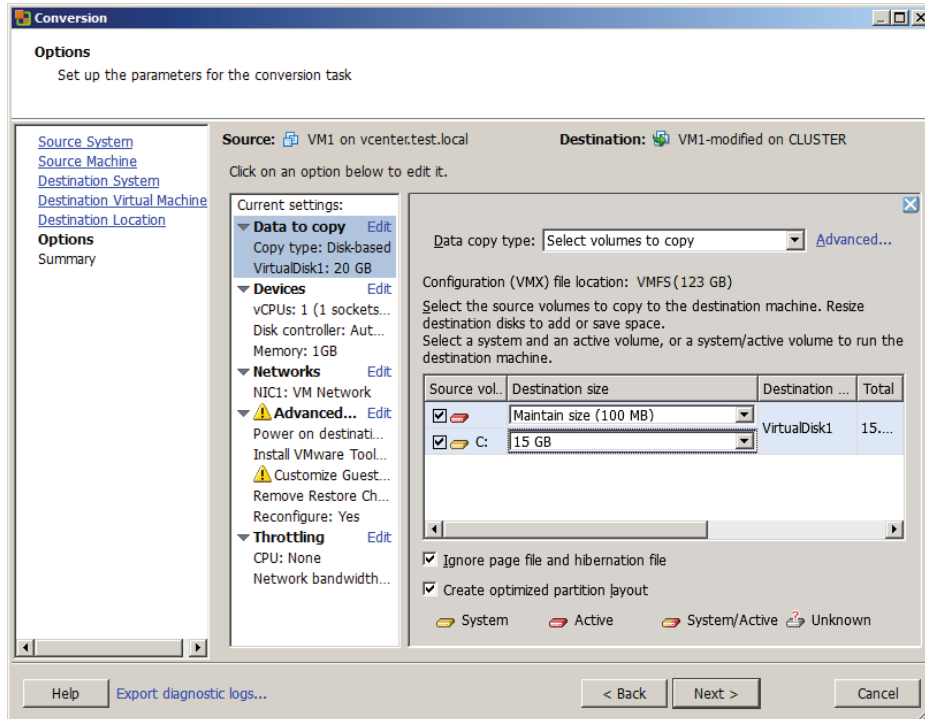 Conversion
Options
Set up the parameters for the conversion task
Source System
Source Machine
Destination System
Destination Virtual Machine
Destination Location
Options
Summary
Source: VM1 on vcenter.test.local Destination: VM1-modified on CLUSTER
Click on an option below to edit it.
Current settings:
Data to copy Edit
Copy type: Disk-based
VirtualDisk1: 20 GB
Devices Edit
vCPUs: 1 (1 sockets...
Disk controller: Aut...
Memory: 1GB
Networks Edit
NIC1: VM Network
Advanced... Edit
Power on destinati...
Install VMware Tool...
Customize Guest...
Remove Restore Ch...
Reconfigure: Yes
Throttling Edit
CPU: None
Network bandwidth...
Data copy type: Select volumes to copy Advanced...
Configuration (VMX) file location: VMFS(123 GB)
Select the source volumes to copy to the destination machine. Resize
destination disks to add or save space.
Select a system and an active volume, or a system/active volume to run the
destination machine.
Source vol.. Destination size Destination ... Total
Maintain size (100 MB)
VirtualDisk1 15....
C: 15 GB
Ignore page file and hibernation file
Create optimized partition layout
System Active System/Active ? Unknown
Help Export diagnostic logs... < Back Next > Cancel